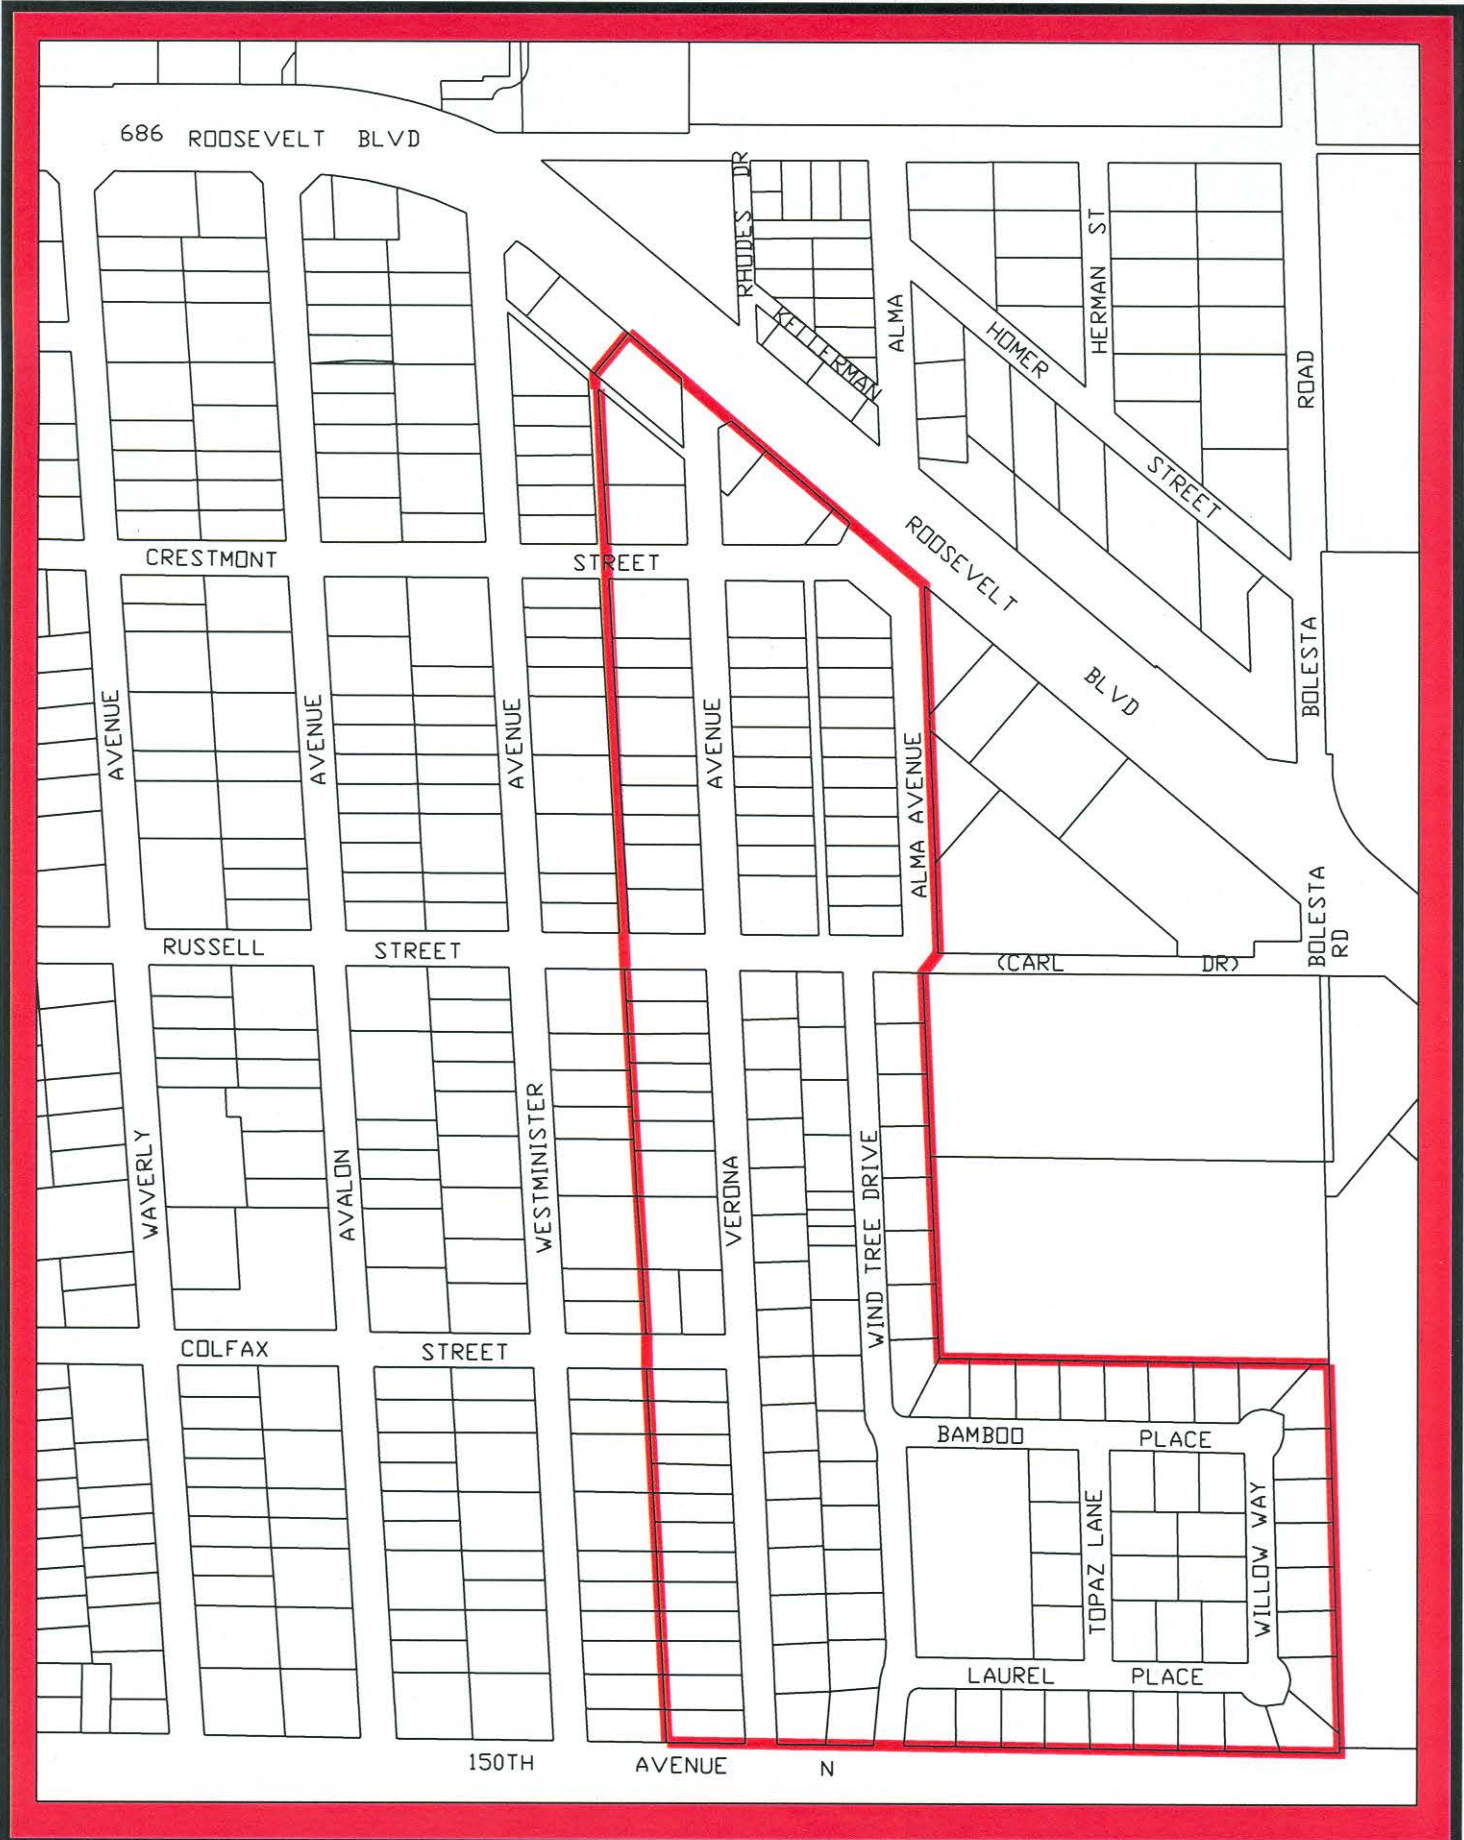 686 ROOSEVELT BLVD
RHODES DR
KETTERMAN
ALMA
HERMAN ST
HOMER
STREET
ROAD
BOLESTA
CRESTMONT STREET
ROOSEVELT BLVD
AVENUE
AVENUE
AVENUE
AVENUE
ALMA AVENUE
BOLESTA RD
RUSSELL STREET
(CARL DR)
WAVERLY
AVALON
WESTMINISTER
VERONA
WIND TREE DRIVE
COLFAX STREET
BAMBOO PLACE
TOPAZ LANE
WILLOW WAY
LAUREL PLACE
150TH AVENUE N